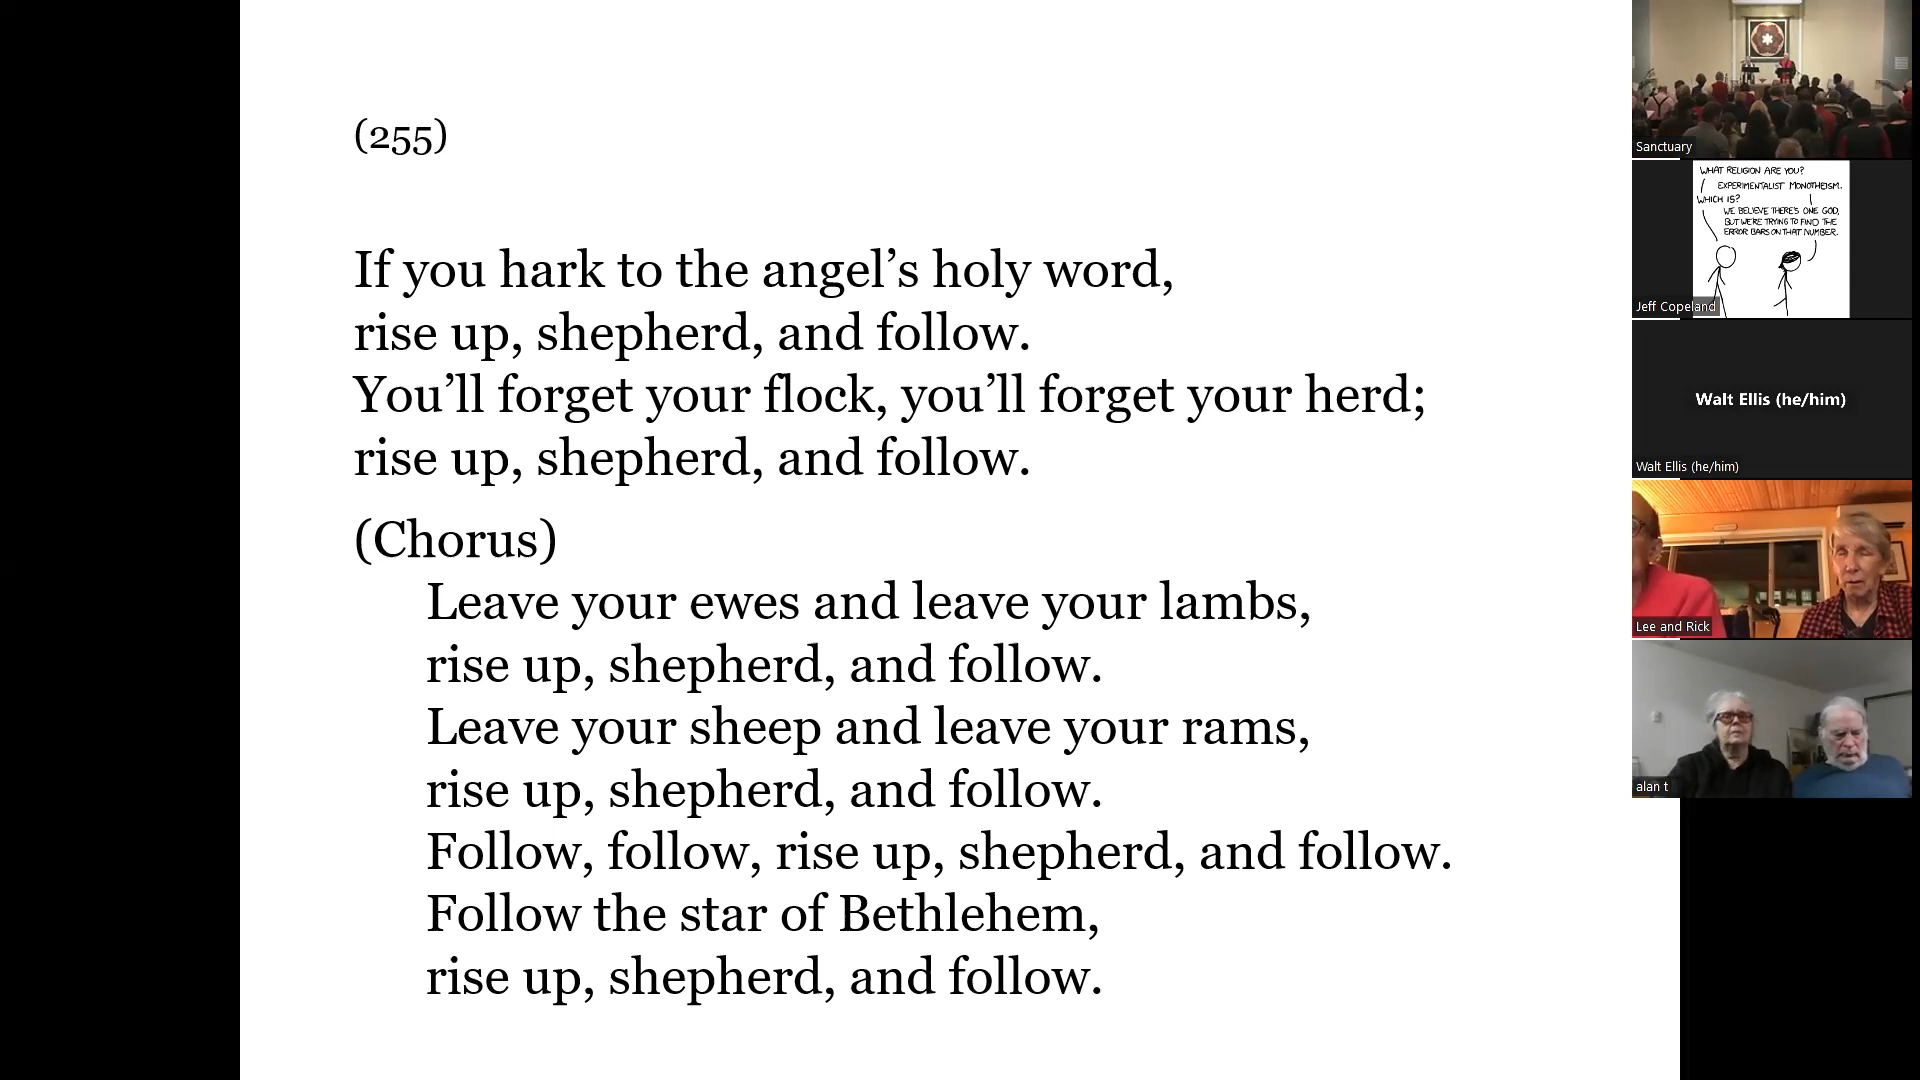 (255)
If you hark to the angel’s holy word,
rise up, shepherd, and follow.
You’ll forget your flock, you’ll forget your herd;
rise up, shepherd, and follow.
(Chorus)
Leave your ewes and leave your lambs,
rise up, shepherd, and follow.
Leave your sheep and leave your rams,
rise up, shepherd, and follow.
Follow, follow, rise up, shepherd, and follow.
Follow the star of Bethlehem,
rise up, shepherd, and follow.
Sanctuary
WHAT RELIGION ARE YOU?
EXPERIMENTALIST MONOTHEISM.
WHICH IS?
WE BELIEVE THERE'S ONE GOD,
BUT WE'RE TRYING TO FIND THE
ERROR BARS ON THAT NUMBER.
Jeff Copeland
Walt Ellis (he/him)
Walt Ellis (he/him)
Lee and Rick
alan t